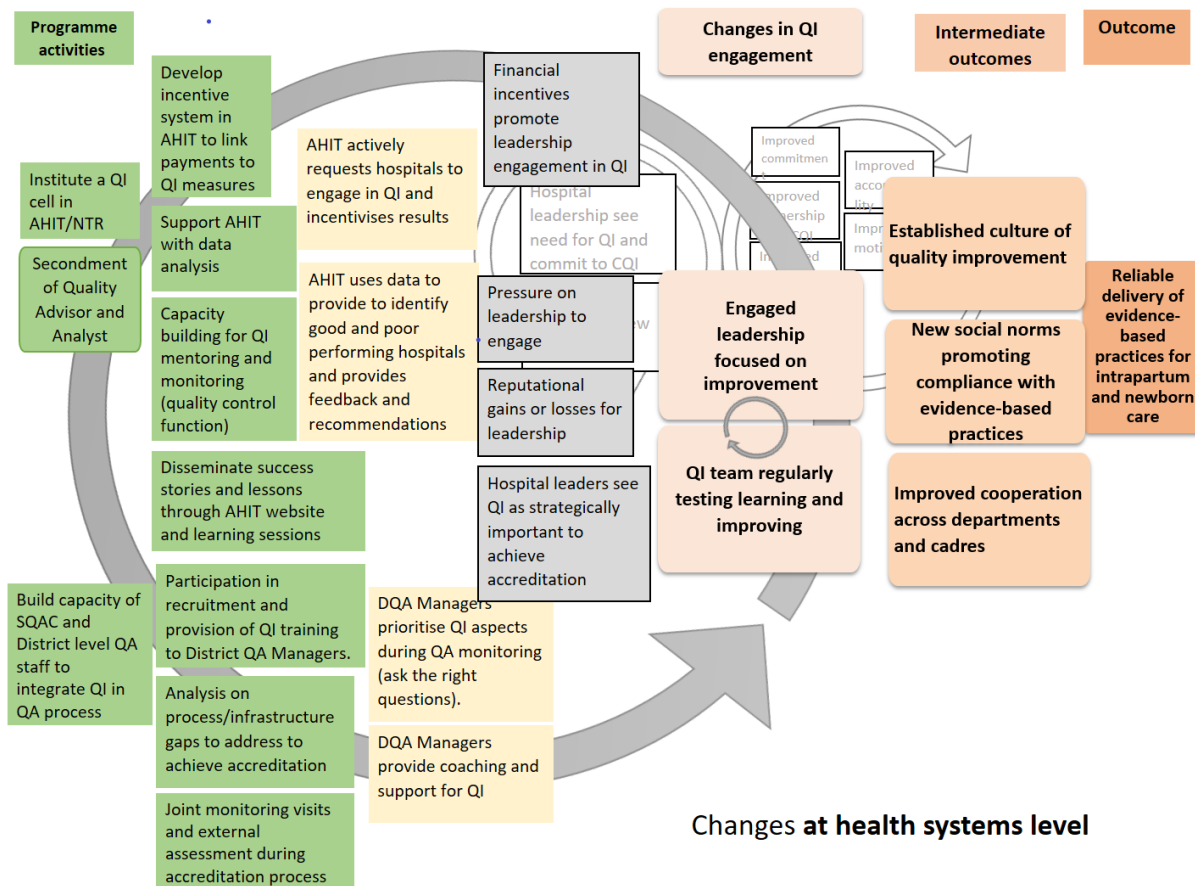 Programme
activities
Changes in QI
engagement
Intermediate
outcomes
Outcome
Develop
incentive
system in
AHIT to link
payments to
QI measures
Financial
incentives
promote
leadership
engagement in QI
AHIT actively
requests hospitals to
engage in QI and
incentivises results
Institute a QI
cell in
AHIT/NTR
Support AHIT
with data
analysis
Secondment
of Quality
Advisor and
Analyst
Capacity
building for QI
mentoring and
monitoring
(quality control
function)
AHIT uses data to
provide to identify
good and poor
performing hospitals
and provides
feedback and
recommendations
Hospital
leadership see
need for QI and
commit to CQI
Improved
commitmen
Improved
Improved
Pressure on
leadership to
engage
Reputational
gains or losses for
leadership
Hospital leaders see
QI as strategically
important to
achieve
accreditation
Engaged
leadership
focused on
improvement
QI team regularly
testing learning and
improving
Established culture of
quality improvement
New social norms
promoting
compliance with
evidence-based
practices
Improved cooperation
across departments
and cadres
Reliable
delivery of
evidence-
based
practices for
intrapartum
and newborn
care
Disseminate success
stories and lessons
through AHIT website
and learning sessions
Build capacity of
SQAC and
District level QA
staff to
integrate QI in
QA process
Participation in
recruitment and
provision of QI training
to District QA Managers.
Analysis on
process/infrastructure
gaps to address to
achieve accreditation
Joint monitoring visits
and external
assessment during
accreditation process
DQA Managers
prioritise QI aspects
during QA monitoring
(ask the right
questions).
DQA Managers
provide coaching and
support for QI
Changes at health systems level